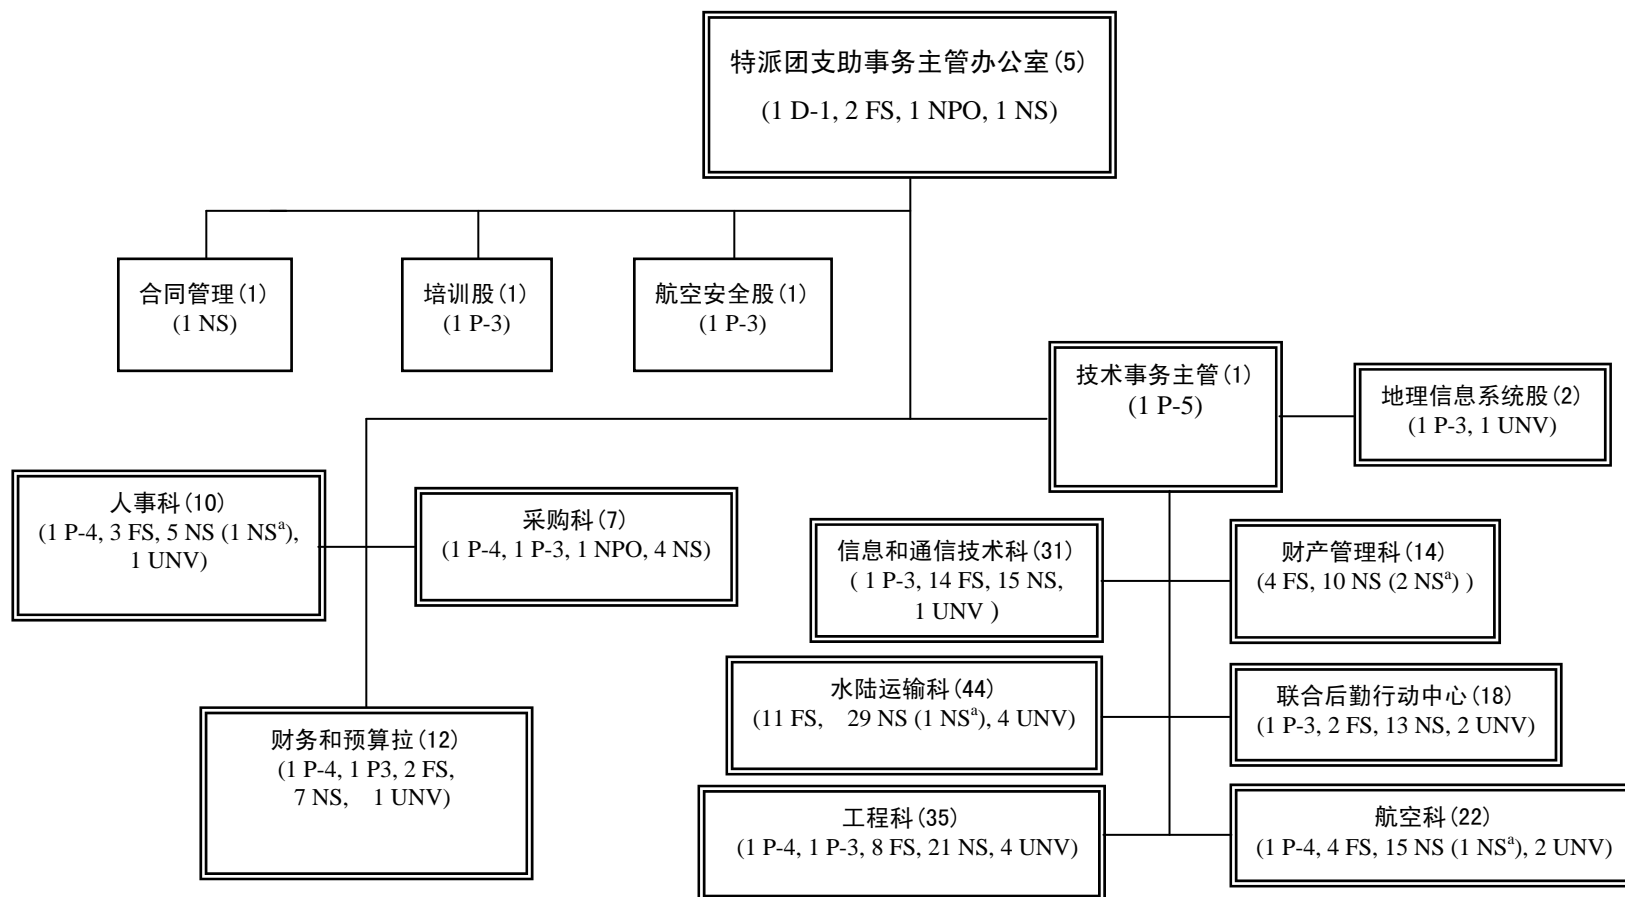 特派团支助事务主管办公室(5)
(1 D-1, 2 FS, 1 NPO, 1 NS)
合同管理(1)
(1 NS)
培训股(1)
(1 P-3)
航空安全股(1)
(1 P-3)
技术事务主管(1)
(1 P-5)
地理信息系统股(2)
(1 P-3, 1 UNV)
人事科(10)
(1 P-4, 3 FS, 5 NS (1 NSᵃ),
1 UNV)
采购科(7)
(1 P-4, 1 P-3, 1 NPO, 4 NS)
信息和通信技术科(31)
( 1 P-3, 14 FS, 15 NS,
1 UNV )
财产管理科(14)
(4 FS, 10 NS (2 NSᵃ) )
水陆运输科(44)
(11 FS, 29 NS (1 NSᵃ), 4 UNV)
联合后勤行动中心(18)
(1 P-3, 2 FS, 13 NS, 2 UNV)
财务和预算拉(12)
(1 P-4, 1 P3, 2 FS,
7 NS, 1 UNV)
工程科(35)
(1 P-4, 1 P-3, 8 FS, 21 NS, 4 UNV)
航空科(22)
(1 P-4, 4 FS, 15 NS (1 NSᵃ), 2 UNV)